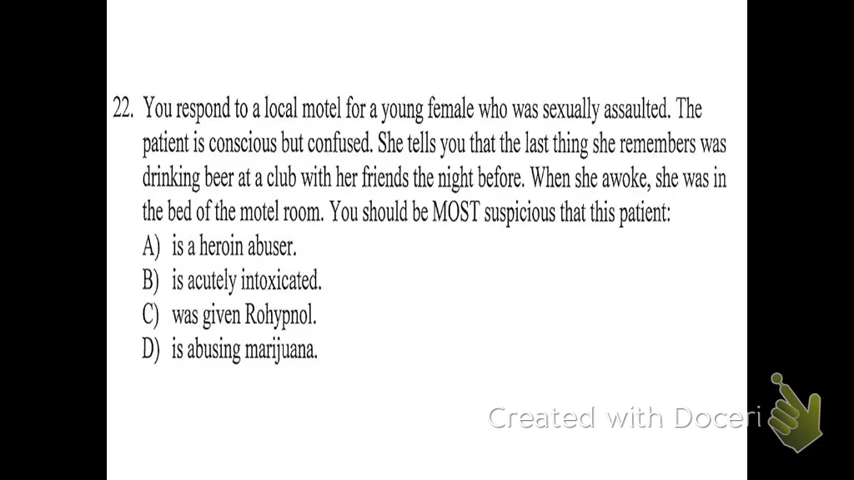 22. You respond to a local motel for a young female who was sexually assaulted. The
patient is conscious but confused. She tells you that the last thing she remembers was
drinking beer at a club with her friends the night before. When she awoke, she was in
the bed of the motel room. You should be MOST suspicious that this patient:
A) is a heroin abuser.
B) is acutely intoxicated.
C) was given Rohypnol.
D) is abusing marijuana.
Created with Doceri